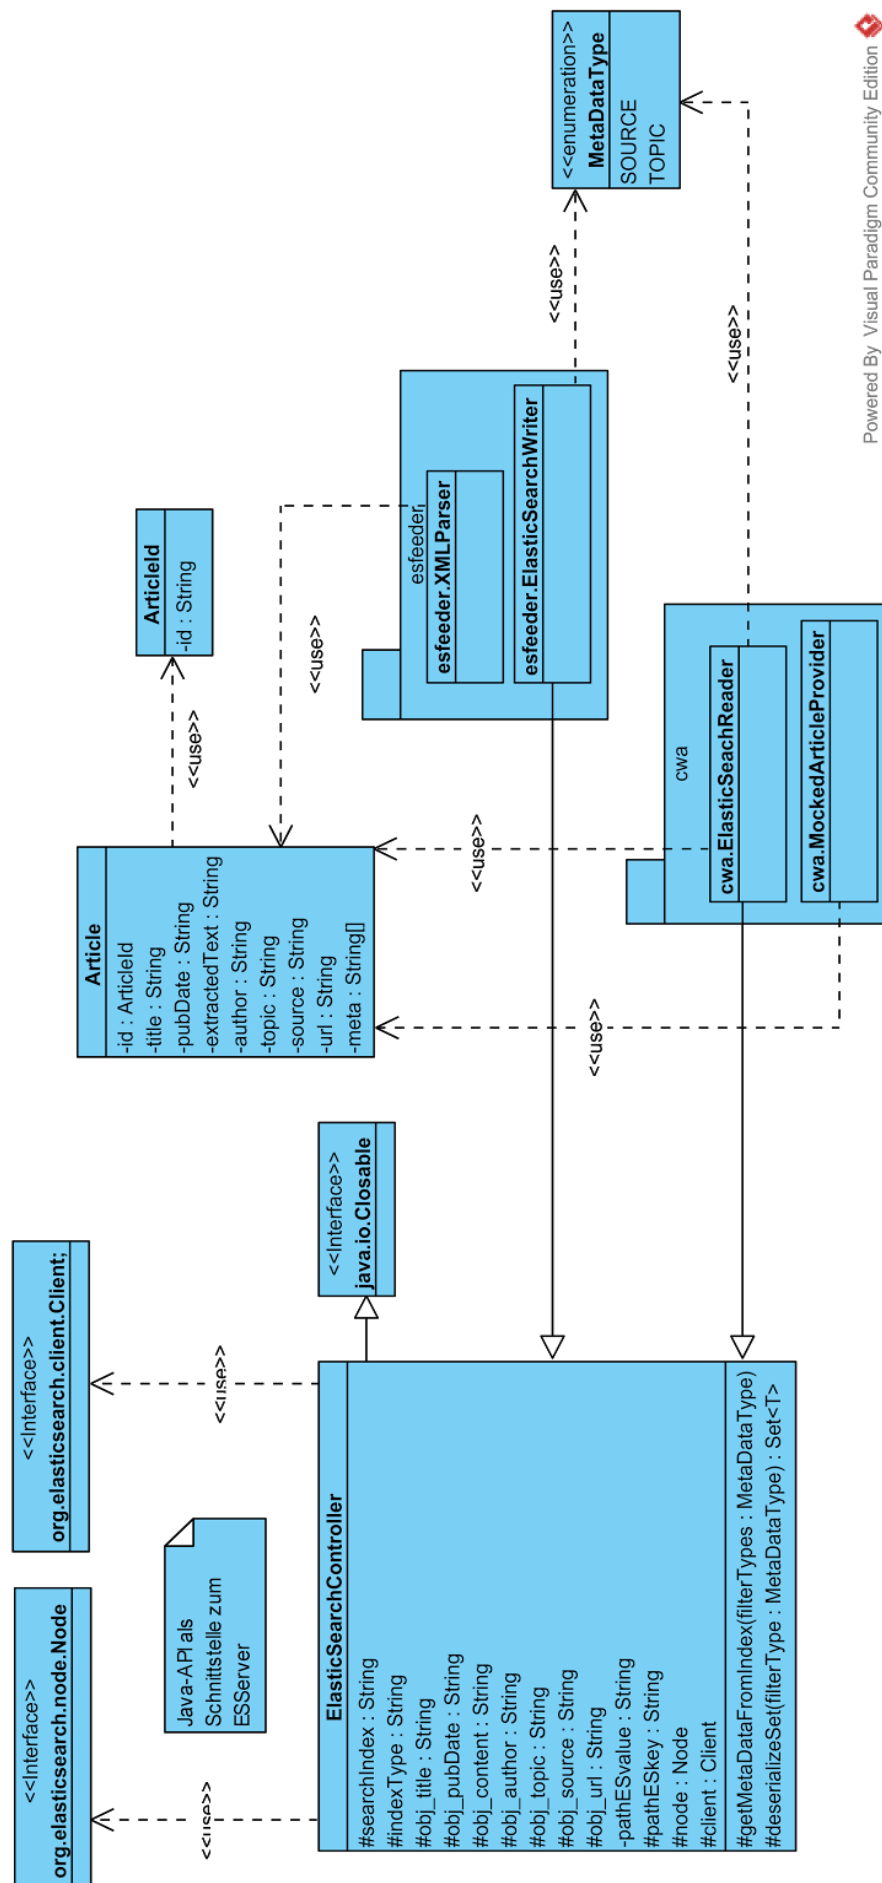 <<Interface>>
org.elasticsearch.node.Node
<<Interface>>
org.elasticsearch.client.Client;
Java-API als
Schnittstelle zum
ESServer
<<use>>
<<use>>
ElasticSearchController
#searchIndex : String
#indexType : String
#obj_title : String
#obj_pubDate : String
#obj_content : String
#obj_author : String
#obj_topic : String
#obj_source : String
#obj_url : String
-pathESvalue : String
#pathESkey : String
#node : Node
#client : Client
#getMetaDataFromIndex(filterTypes : MetaDataType)
#deserializeSet(filterType : MetaDataType) : Set<T>
<<Interface>>
java.io.Closable
Article
-id : ArticleId
-title : String
-pubDate : String
-extractedText : String
-author : String
-topic : String
-source : String
-url : String
-meta : String[]
<<use>>
ArticleId
-id : String
<<use>>
<<use>>
<<use>>
esfeeder
esfeeder.XMLParser
esfeeder.ElasticSearchWriter
cwa
cwa.ElasticSeachReader
cwa.MockedArticleProvider
<<use>>
<<use>>
<<enumeration>>
MetaDataType
SOURCE
TOPIC
Powered By Visual Paradigm Community Edition